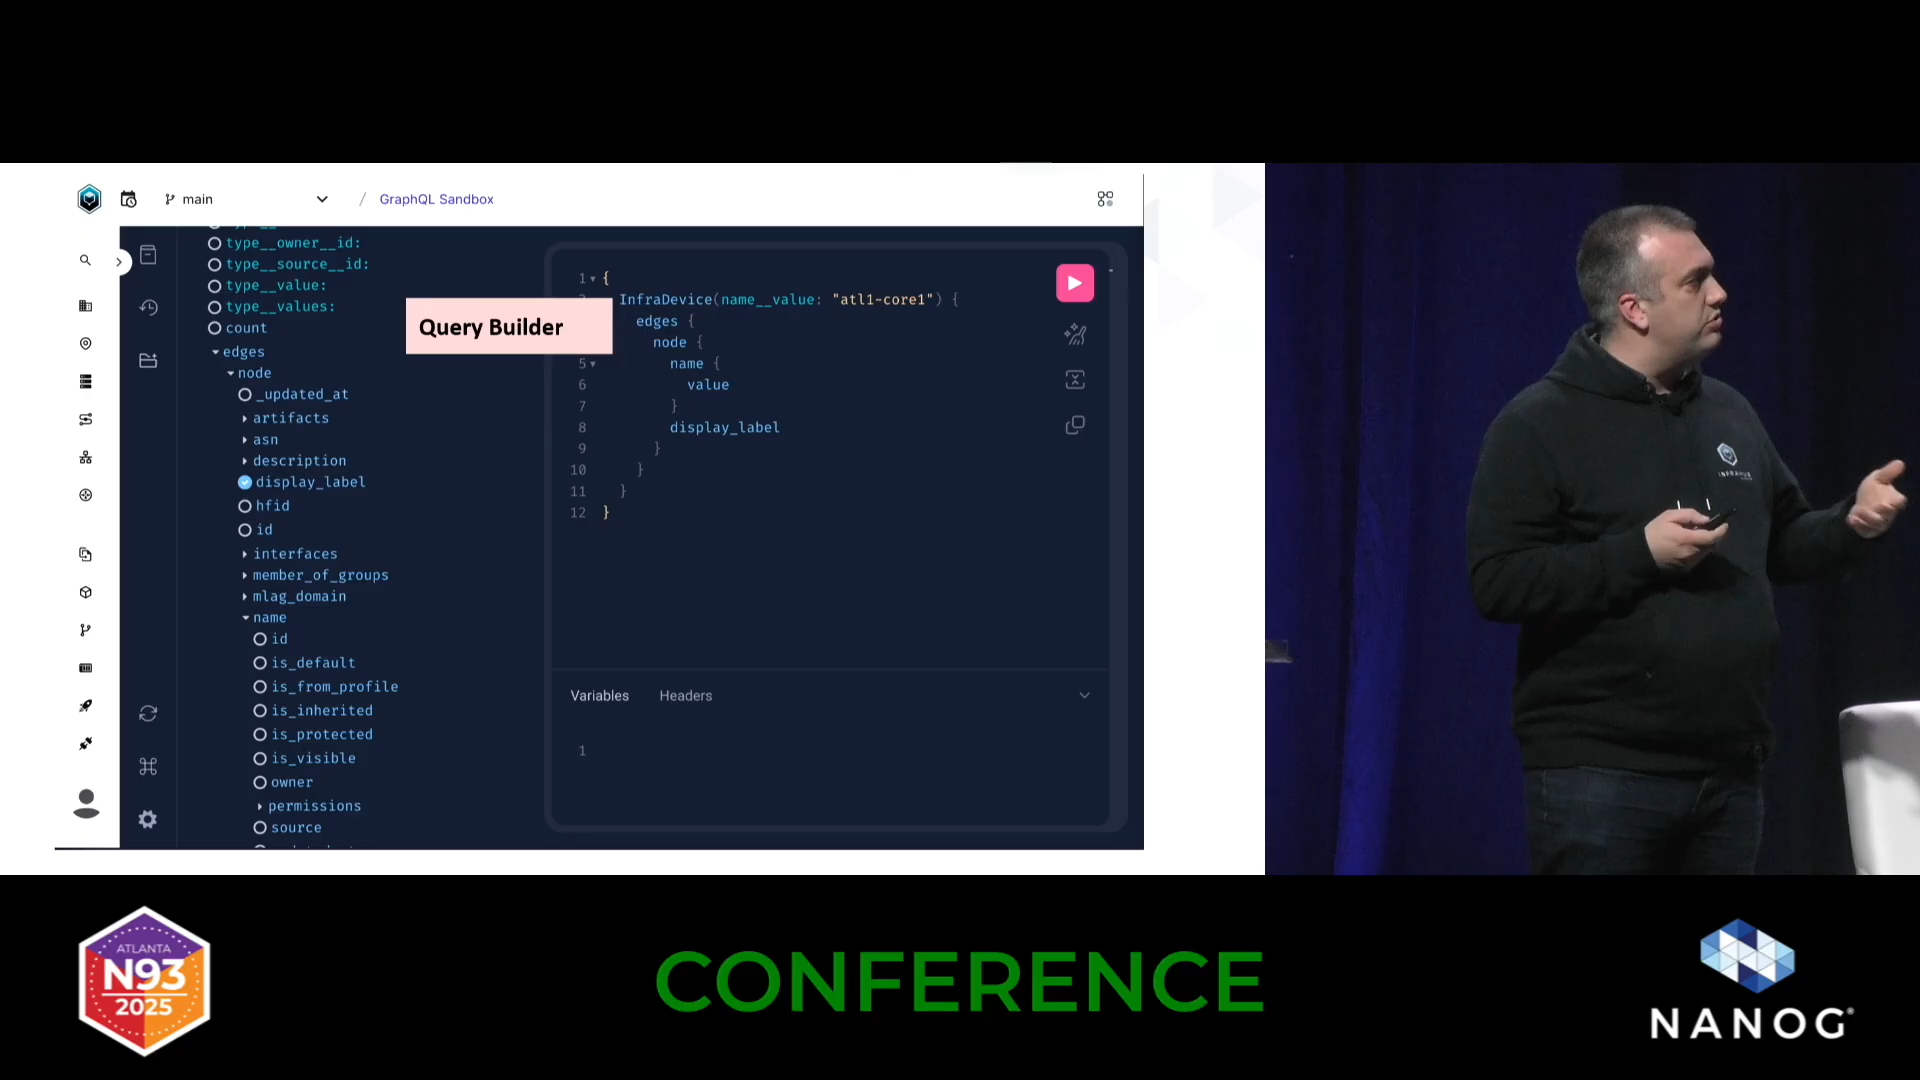 main
/ GraphQL Sandbox
type__owner__id:
type__source__id:
type__value:
type__values:
count
edges
node
_updated_at
artifacts
asn
description
display_label
hfid
id
interfaces
member_of_groups
mlag_domain
name
id
is_default
is_from_profile
is_inherited
is_protected
is_visible
owner
permissions
source
Query Builder
1 {
InfraDevice(name__value: "atl1-core1") {
edges {
node {
5 name {
6 value
7 }
8 display_label
9 }
10 }
11 }
12 }
Variables Headers
1
INFRAHUB
ATLANTA
N93
2025
CONFERENCE
NANOG®